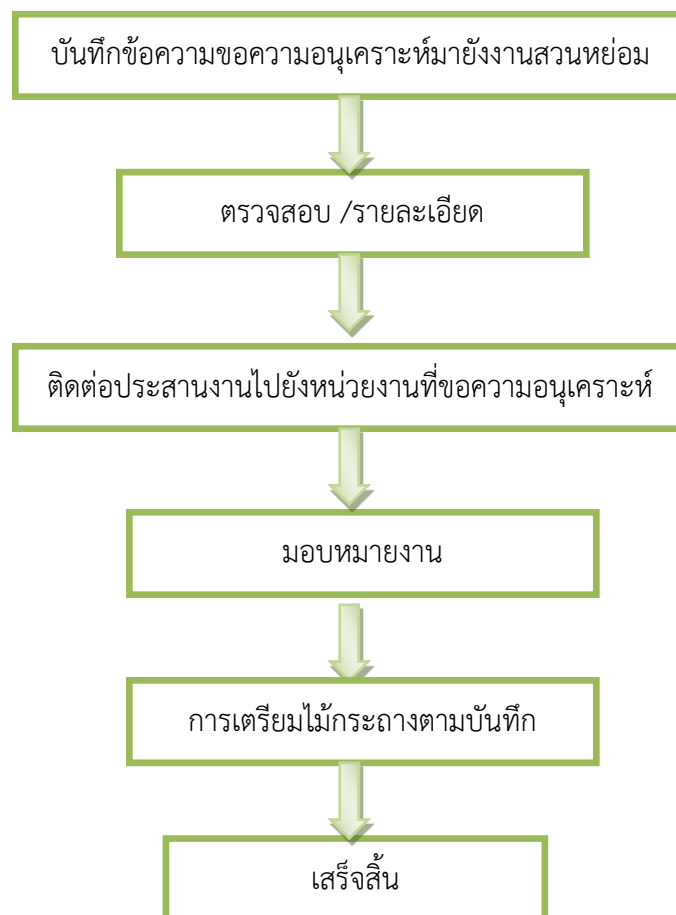 บันทึกข้อความขอความอนุเคราะห์มายังงานสวนหย่อม
ตรวจสอบ /รายละเอียด
ติดต่อประสานงานไปยังหน่วยงานที่ขอความอนุเคราะห์
มอบหมายงาน
การเตรียมไม้กระถางตามบันทึก
เสร็จสิ้น